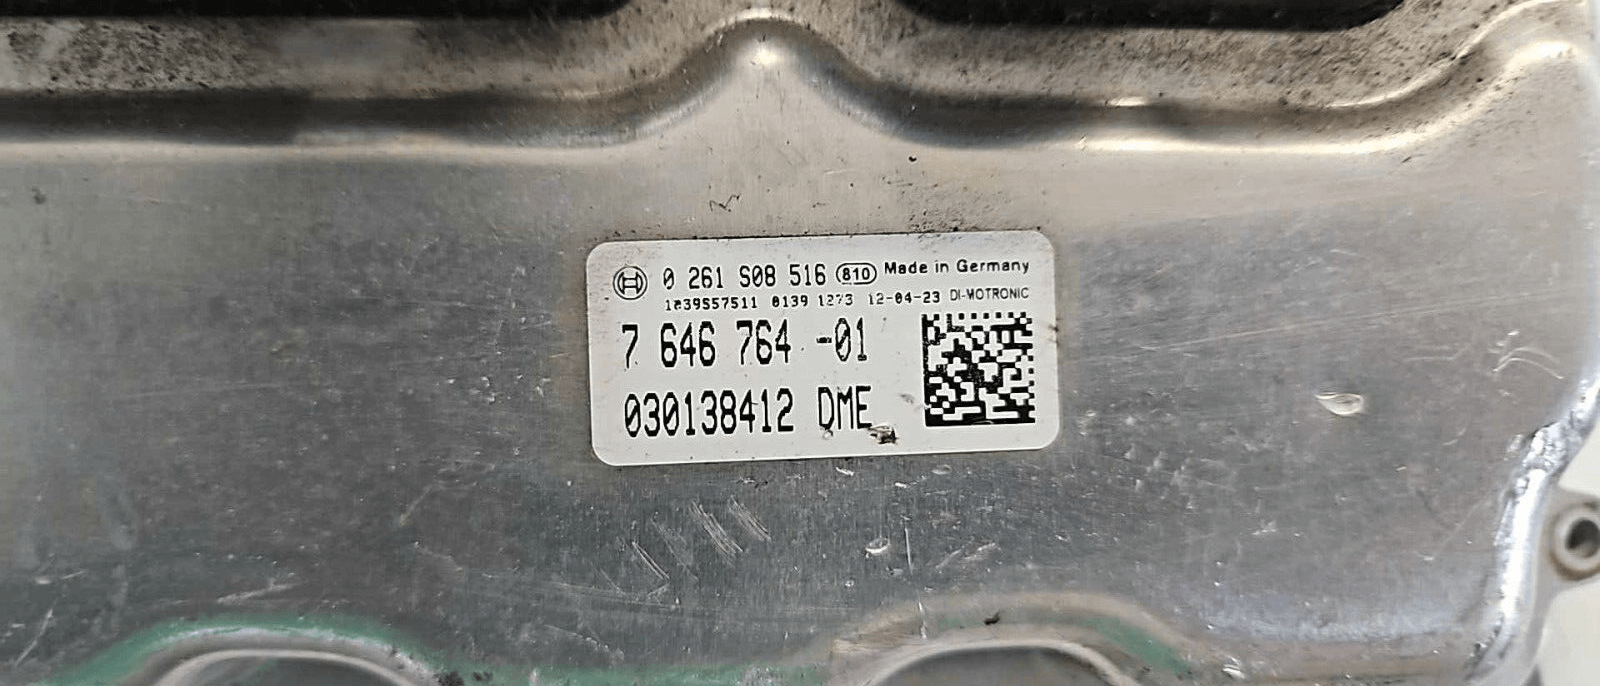 0 261 S08 516 810 Made in Germany
1039S57511 0139 1273 12-04-23 DI-MOTRONIC
7 646 764 -01
030138412 DME